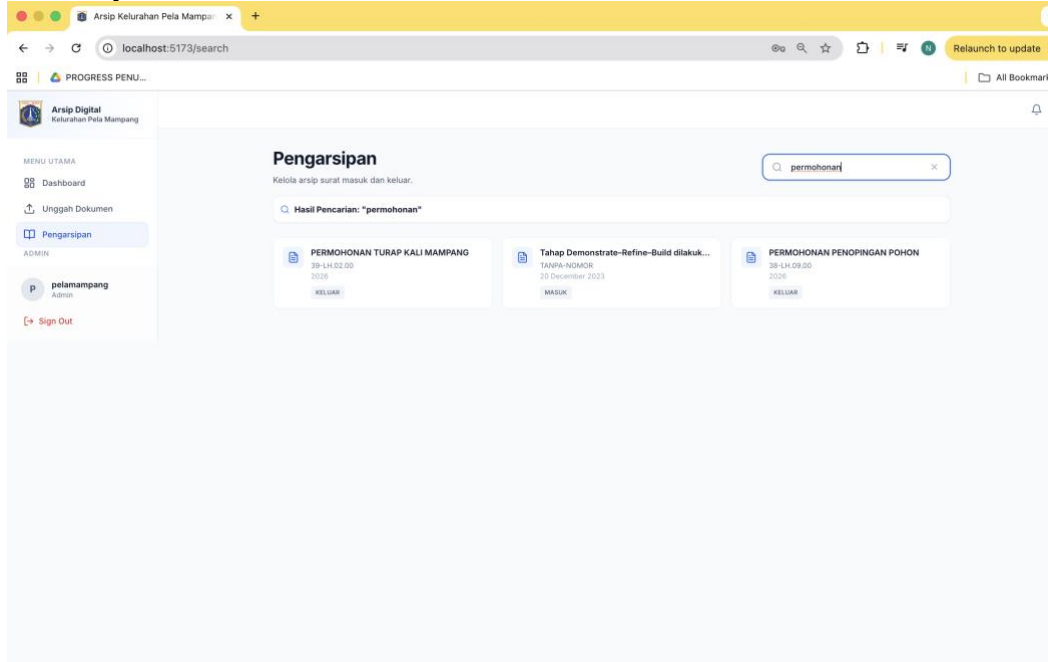 Arsip Kelurahan Pela Mampan
localhost:5173/search
N
Relaunch to update
PROGRESS PENU...
All Bookmark
Arsip Digital
Kelurahan Pela Mampang
MENU UTAMA
Dashboard
Unggah Dokumen
Pengarsipan
ADMIN
P
pelamampang
Admin
Sign Out
Pengarsipan
Kelola arsip surat masuk dan keluar.
permohonan
Hasil Pencarian: "permohonan"
PERMOHONAN TURAP KALI MAMPANG
39-LH.02.00
2026
KELUAR
Tahap Demonstrate-Refine-Build dilakuk...
TANPA-NOMOR
20 December 2023
MASUK
PERMOHONAN PENOPINGAN POHON
38-LH.09.00
2026
KELUAR